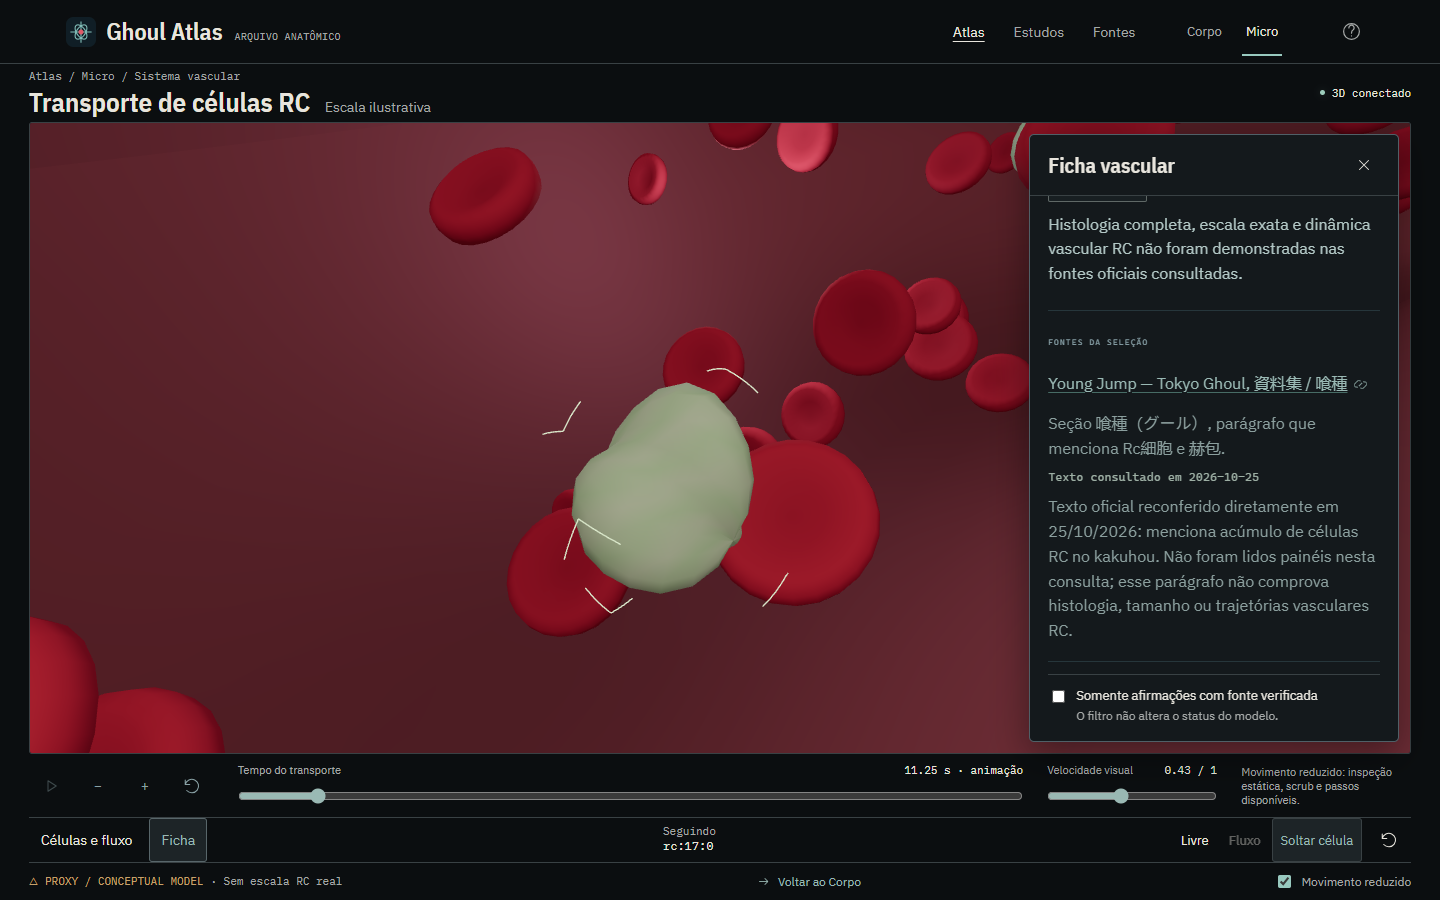 Ghoul Atlas ARQUIVO ANATÔMICO
Atlas Estudos Fontes Corpo Micro
Atlas / Micro / Sistema vascular
Transporte de células RC Escala ilustrativa
3D conectado
Ficha vascular
Histologia completa, escala exata e dinâmica
vascular RC não foram demonstradas nas
fontes oficiais consultadas.
FONTES DA SELEÇÃO
Young Jump — Tokyo Ghoul, 資料集 / 喰種
Seção 喰種（グール）, parágrafo que
menciona Rc細胞 e 赫包.
Texto consultado em 2026-10-25
Texto oficial reconferido diretamente em
25/10/2026: menciona acúmulo de células
RC no kakuhou. Não foram lidos painéis nesta
consulta; esse parágrafo não comprova
histologia, tamanho ou trajetórias vasculares
RC.
Somente afirmações com fonte verificada
O filtro não altera o status do modelo.
Tempo do transporte 11.25 s · animação
Velocidade visual 0.43 / 1
Movimento reduzido: inspeção
estática, scrub e passos
disponíveis.
Células e fluxo Ficha
Seguindo
rc:17:0
Livre Fluxo Soltar célula
PROXY / CONCEPTUAL MODEL · Sem escala RC real
→ Voltar ao Corpo
Movimento reduzido